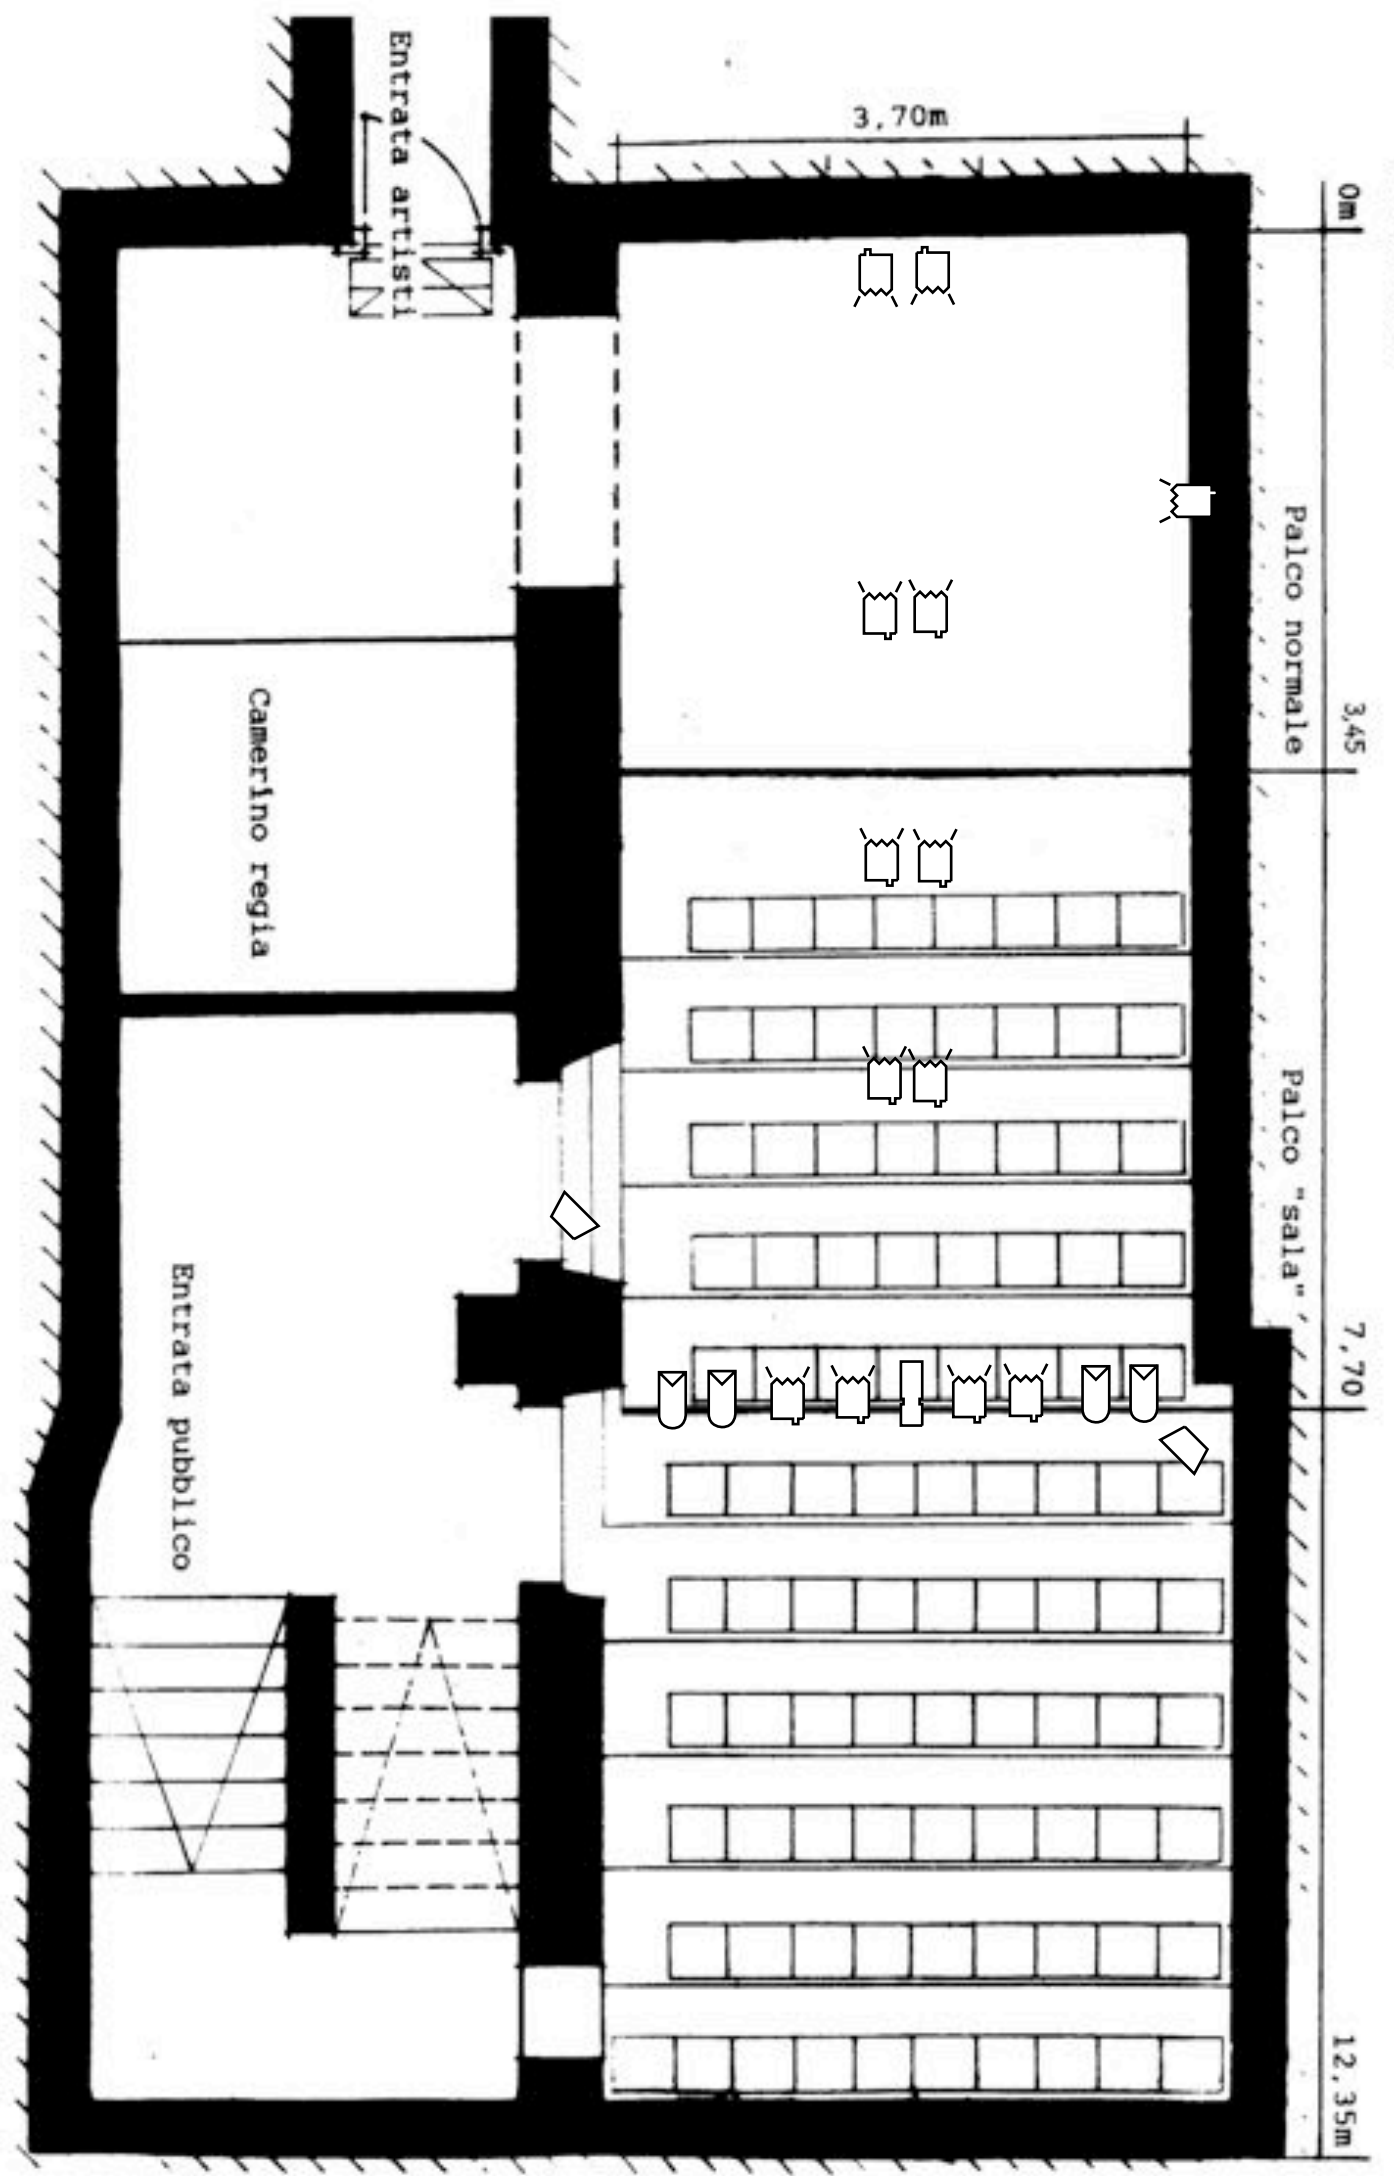 Entrata artisti
3,70m
0m
Palco normale
3,45
Camerino regia
Palco "sala"
7,70
Entrata pubblico
12,35m